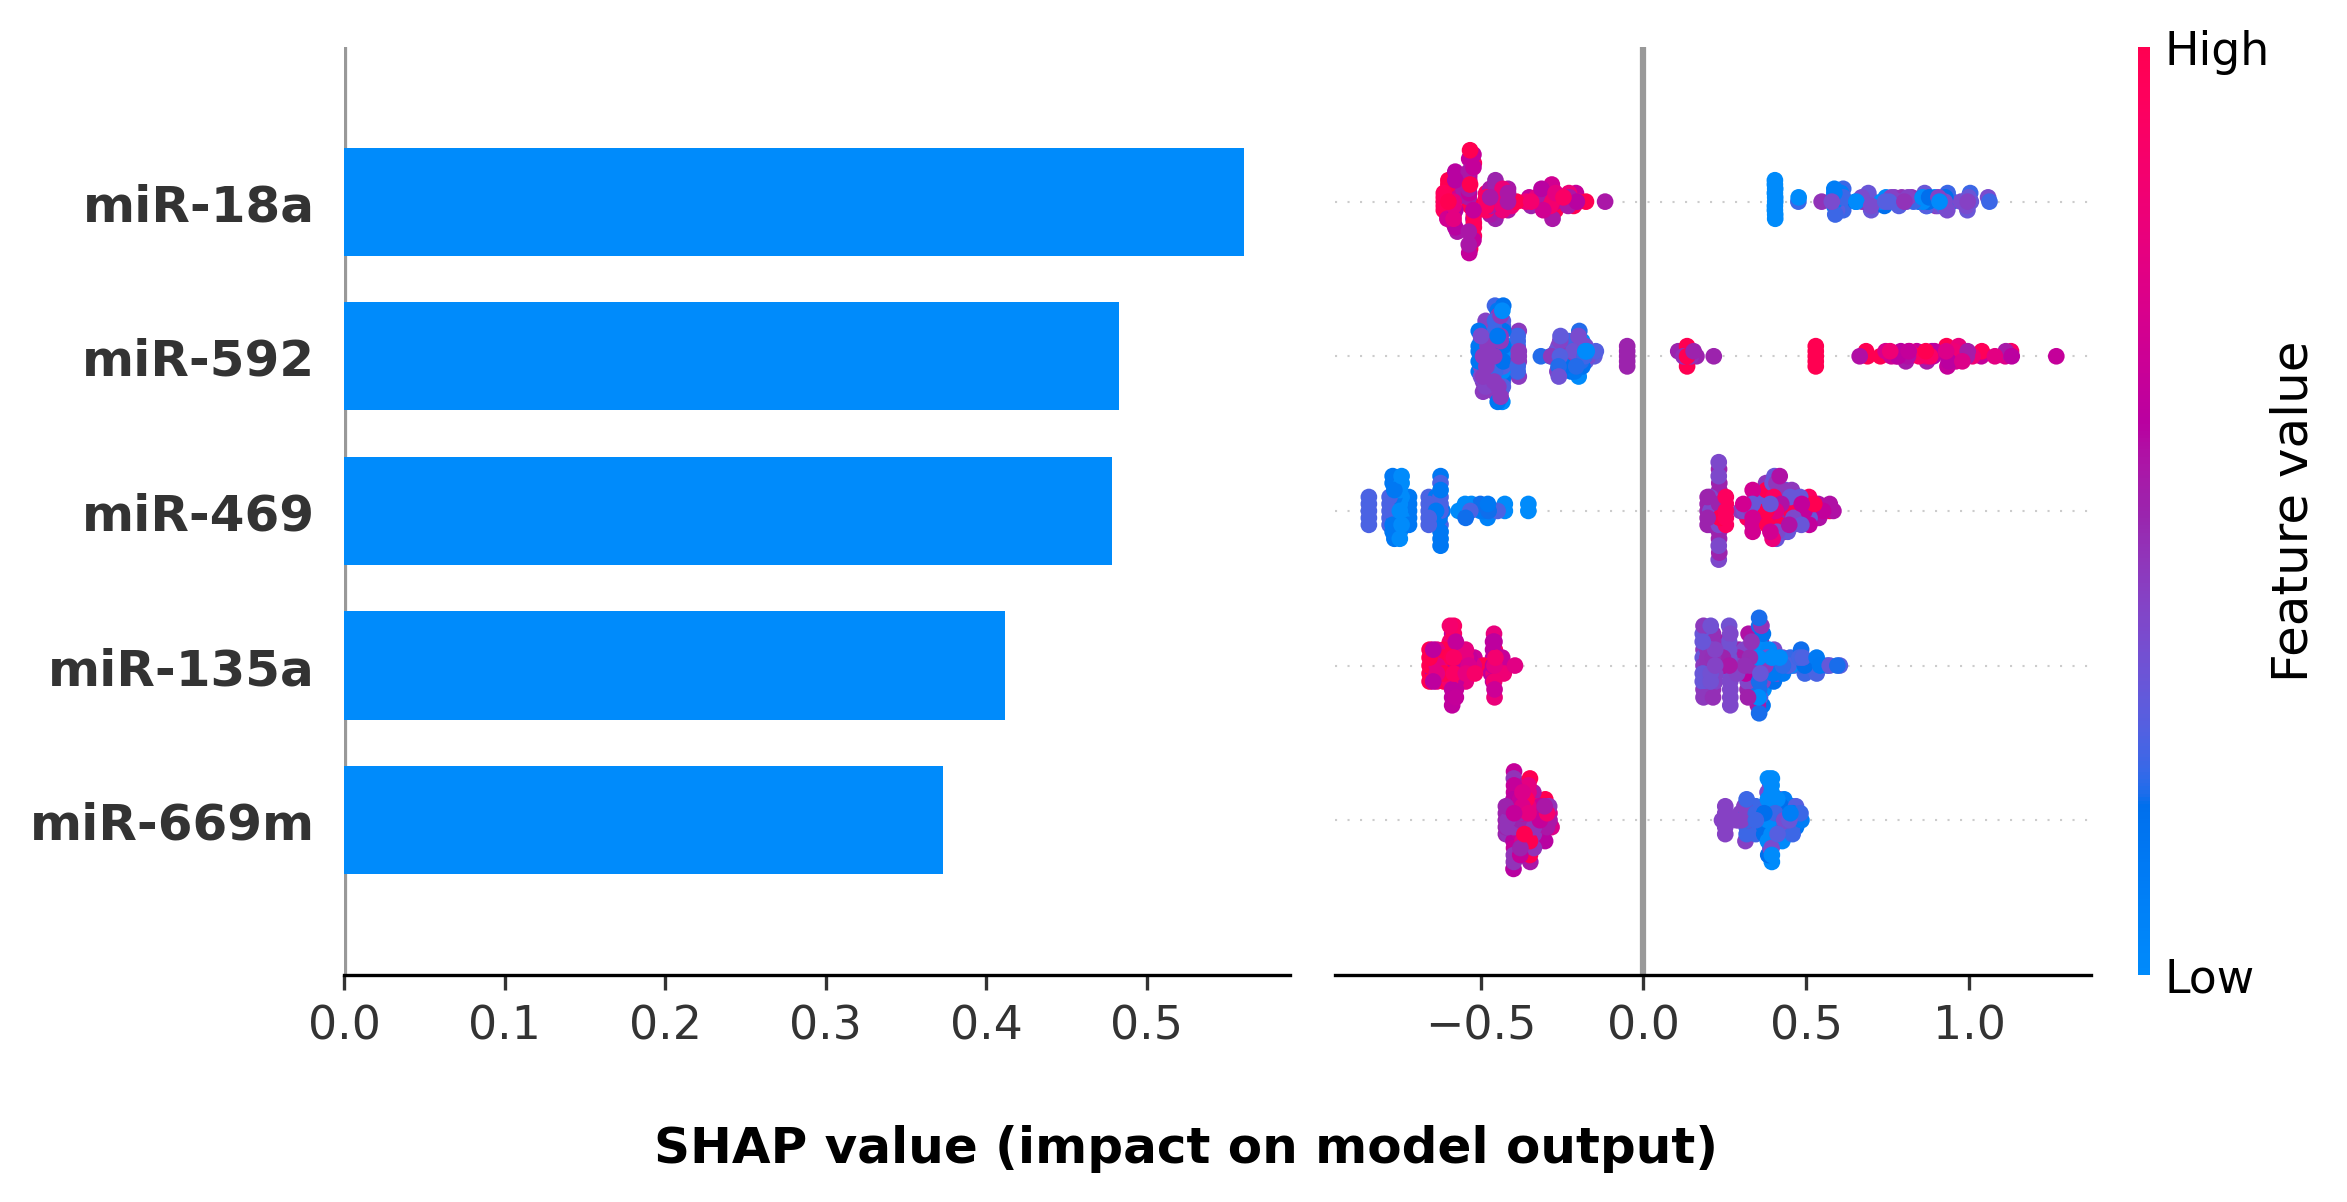 High
miR-18a
miR-592
miR-469
miR-135a
miR-669m
Feature value
Low
0.0 0.1 0.2 0.3 0.4 0.5 −0.5 0.0 0.5 1.0
SHAP value (impact on model output)